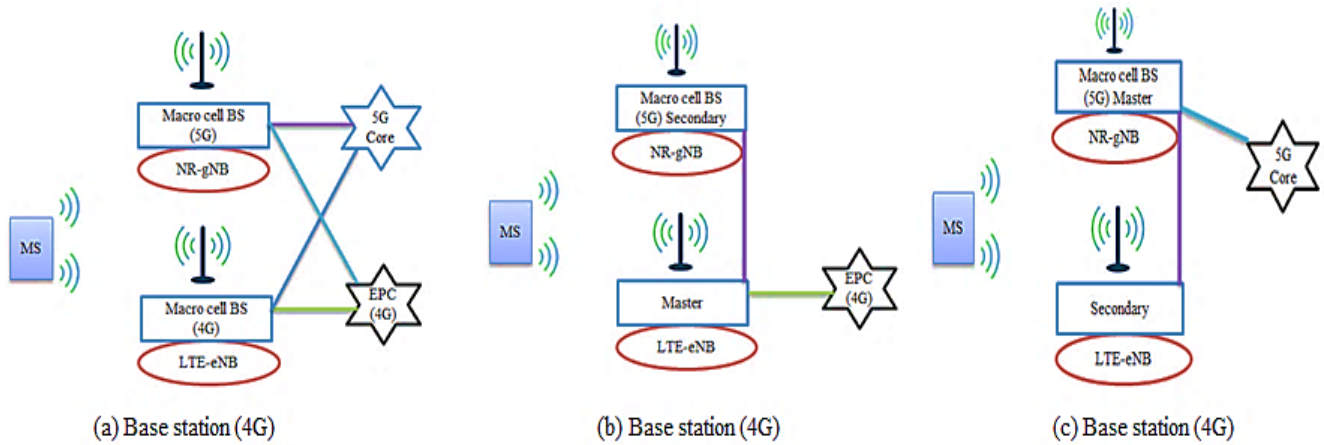 Macro cell BS
(5G)
NR-gNB
5G
Core
MS
Macro cell BS
(4G)
LTE-eNB
EPC
(4G)
(a) Base station (4G)
Macro cell BS
(5G) Secondary
NR-gNB
MS
Master
LTE-eNB
EPC
(4G)
(b) Base station (4G)
Macro cell BS
(5G) Master
NR-gNB
5G
Core
MS
Secondary
LTE-eNB
(c) Base station (4G)